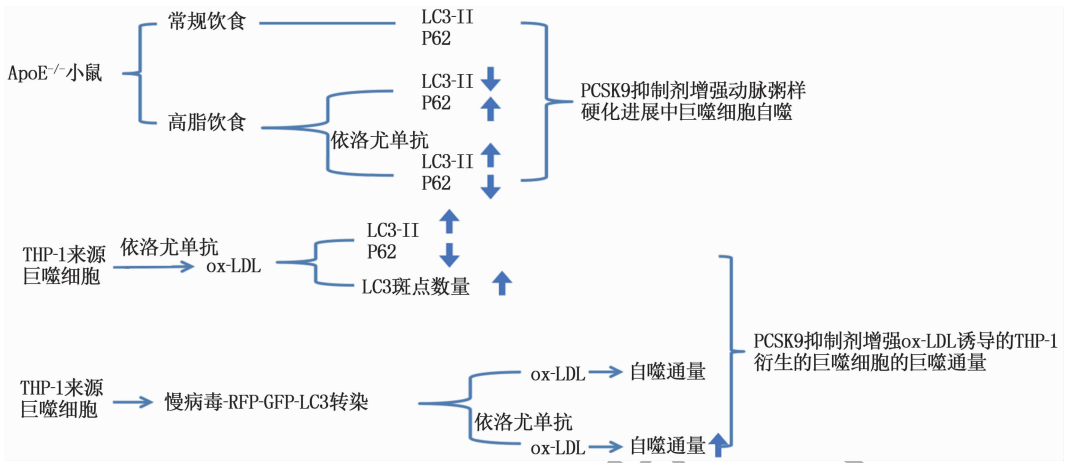 常规饮食
LC3-II
P62
ApoE-/-小鼠
LC3-II
P62
高脂饮食
依洛尤单抗
LC3-II
P62
PCSK9抑制剂增强动脉粥样
硬化进展中巨噬细胞自噬
THP-1来源
巨噬细胞
依洛尤单抗
ox-LDL
LC3-II
P62
LC3斑点数量
THP-1来源
巨噬细胞
慢病毒-RFP-GFP-LC3转染
ox-LDL
自噬通量
依洛尤单抗
ox-LDL
自噬通量
PCSK9抑制剂增强ox-LDL诱导的THP-1
衍生的巨噬细胞的巨噬通量